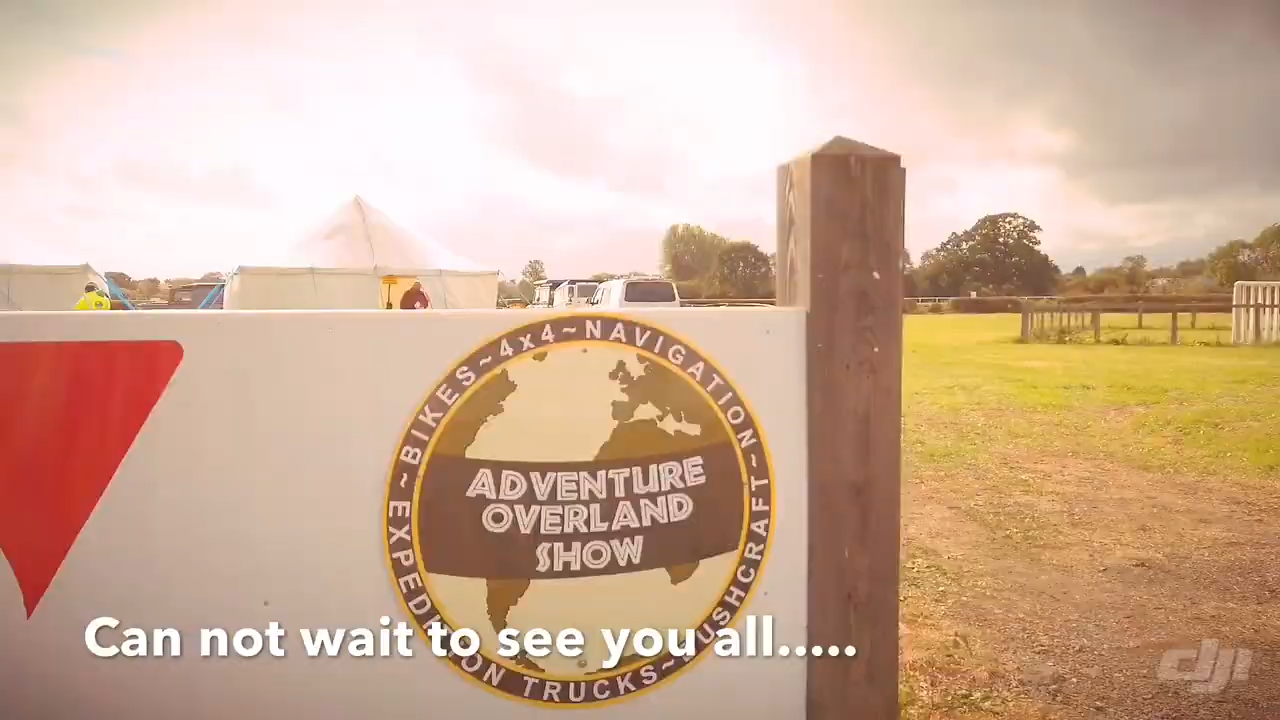 ~ BIKES ~ 4x4 ~ NAVIGATION ~
ADVENTURE
OVERLAND
SHOW
BUSHCRAFT ~
EXPEDITION TRUCKS ~
Can not wait to see you all.....
dji